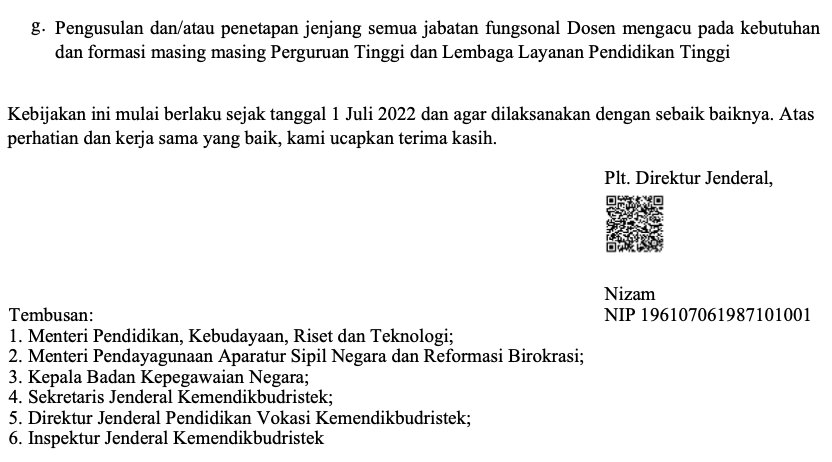 g. Pengusulan dan/atau penetapan jenjang semua jabatan fungsonal Dosen mengacu pada kebutuhan
dan formasi masing masing Perguruan Tinggi dan Lembaga Layanan Pendidikan Tinggi
Kebijakan ini mulai berlaku sejak tanggal 1 Juli 2022 dan agar dilaksanakan dengan sebaik baiknya. Atas
perhatian dan kerja sama yang baik, kami ucapkan terima kasih.
Plt. Direktur Jenderal,
Nizam
NIP 196107061987101001
Tembusan:
1. Menteri Pendidikan, Kebudayaan, Riset dan Teknologi;
2. Menteri Pendayagunaan Aparatur Sipil Negara dan Reformasi Birokrasi;
3. Kepala Badan Kepegawaian Negara;
4. Sekretaris Jenderal Kemendikbudristek;
5. Direktur Jenderal Pendidikan Vokasi Kemendikbudristek;
6. Inspektur Jenderal Kemendikbudristek